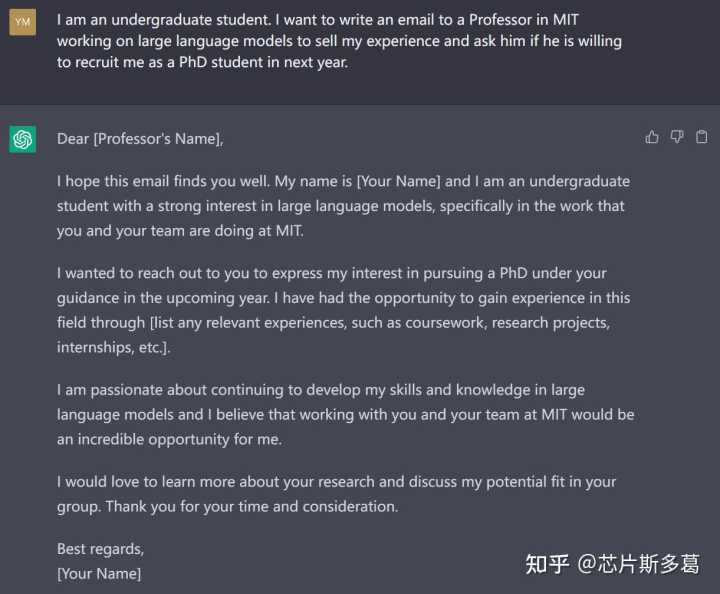 YM
I am an undergraduate student. I want to write an email to a Professor in MIT
working on large language models to sell my experience and ask him if he is willing
to recruit me as a PhD student in next year.
Dear [Professor's Name],
I hope this email finds you well. My name is [Your Name] and I am an undergraduate
student with a strong interest in large language models, specifically in the work that
you and your team are doing at MIT.
I wanted to reach out to you to express my interest in pursuing a PhD under your
guidance in the upcoming year. I have had the opportunity to gain experience in this
field through [list any relevant experiences, such as coursework, research projects,
internships, etc.].
I am passionate about continuing to develop my skills and knowledge in large
language models and I believe that working with you and your team at MIT would be
an incredible opportunity for me.
I would love to learn more about your research and discuss my potential fit in your
group. Thank you for your time and consideration.
Best regards,
[Your Name]
知乎 @芯片斯多葛